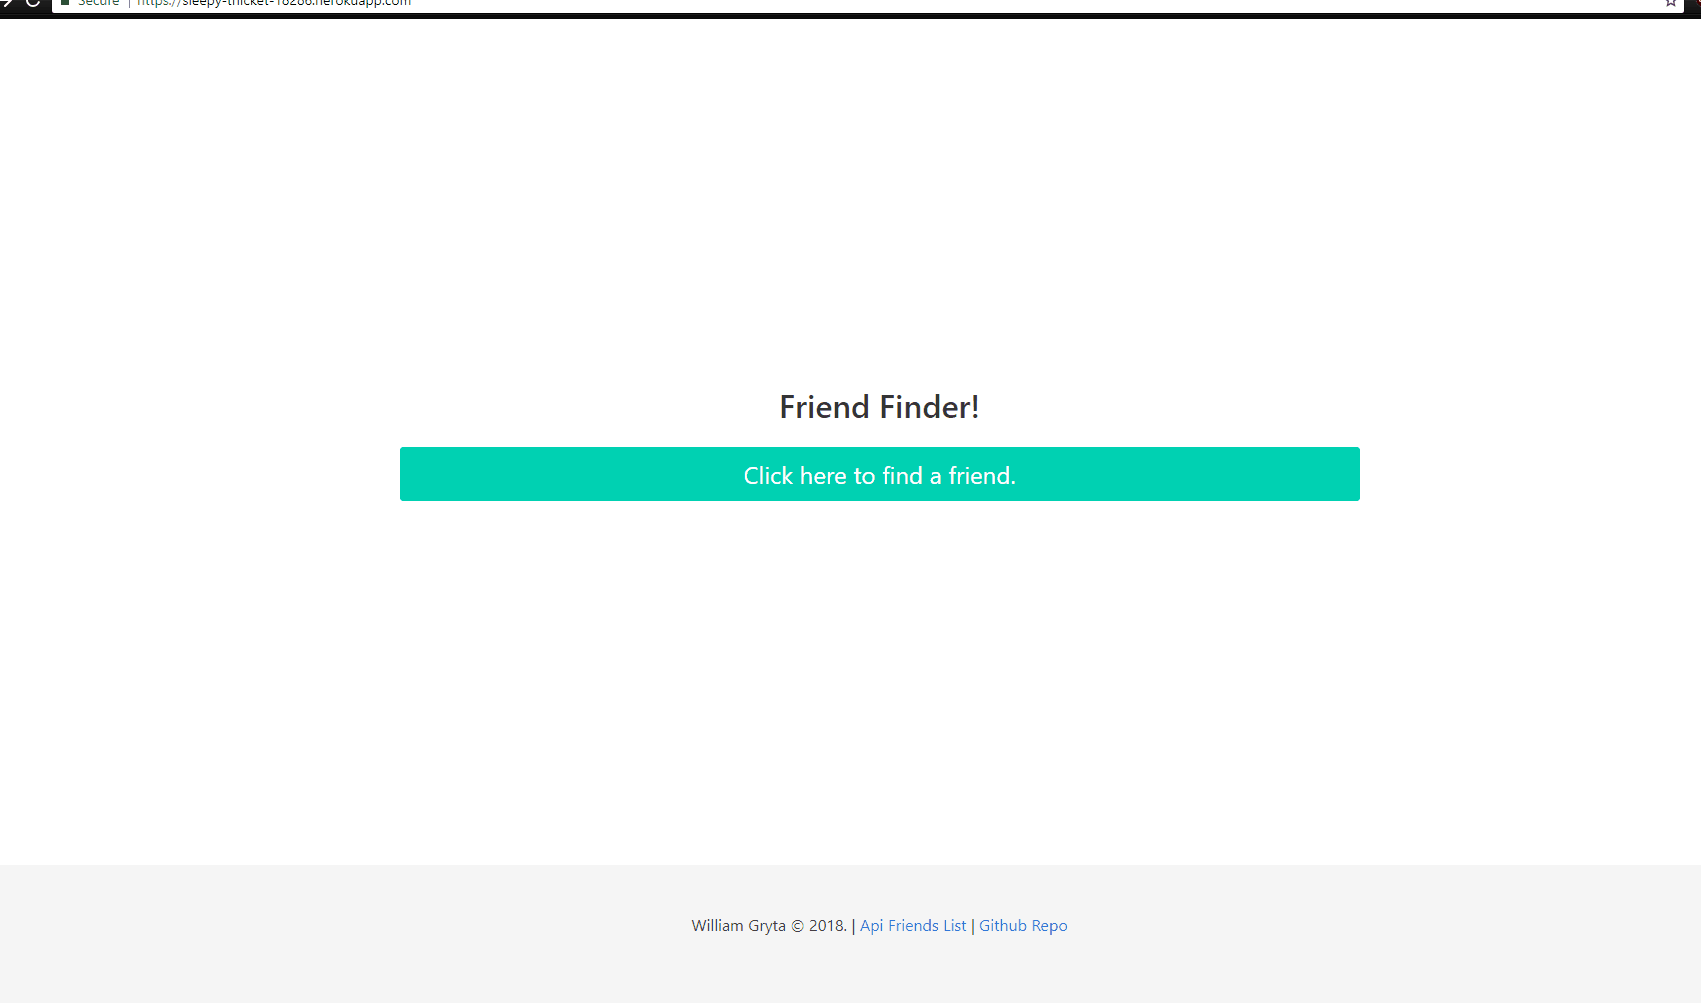 Secure | https://sleepy-thicket-18286.herokuapp.com
Friend Finder!
Click here to find a friend.
William Gryta © 2018. | Api Friends List | Github Repo